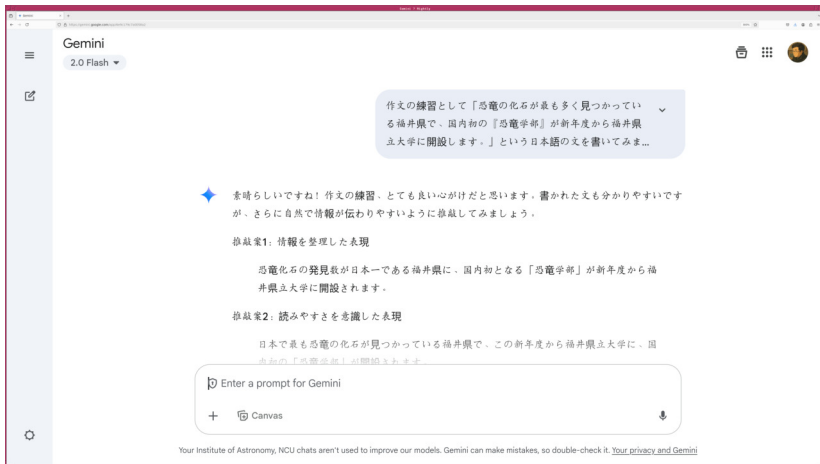 Gemini
2.0 Flash
作文の練習として「恐竜の化石が最も多く見つかってい
る福井県で、国内初の『恐竜学部』が新年度から福井県
立大学に開設します。」という日本語の文を書いてみま...
素晴らしいですね！作文の練習、とても良い心がけだと思います。書かれた文も分かりやすいです
が、さらに自然で情報が伝わりやすいように推敲してみましょう。
推敲案1：情報を整理した表現
恐竜化石の発見数が日本一である福井県に、国内初となる「恐竜学部」が新年度から福
井県立大学に開設されます。
推敲案2：読みやすさを意識した表現
日本で最も恐竜の化石が見つかっている福井県で、この新年度から福井県立大学に、国
内初の「恐竜学部」が開設されます。
Enter a prompt for Gemini
Canvas
Your Institute of Astronomy, NCU chats aren't used to improve our models. Gemini can make mistakes, so double-check it. Your privacy and Gemini